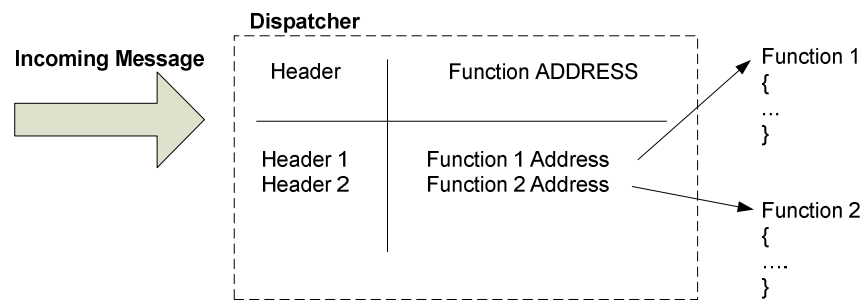 Dispatcher
Incoming Message
Header Function ADDRESS
Header 1 Function 1 Address
Header 2 Function 2 Address
Function 1
{
...
}
Function 2
{
....
}